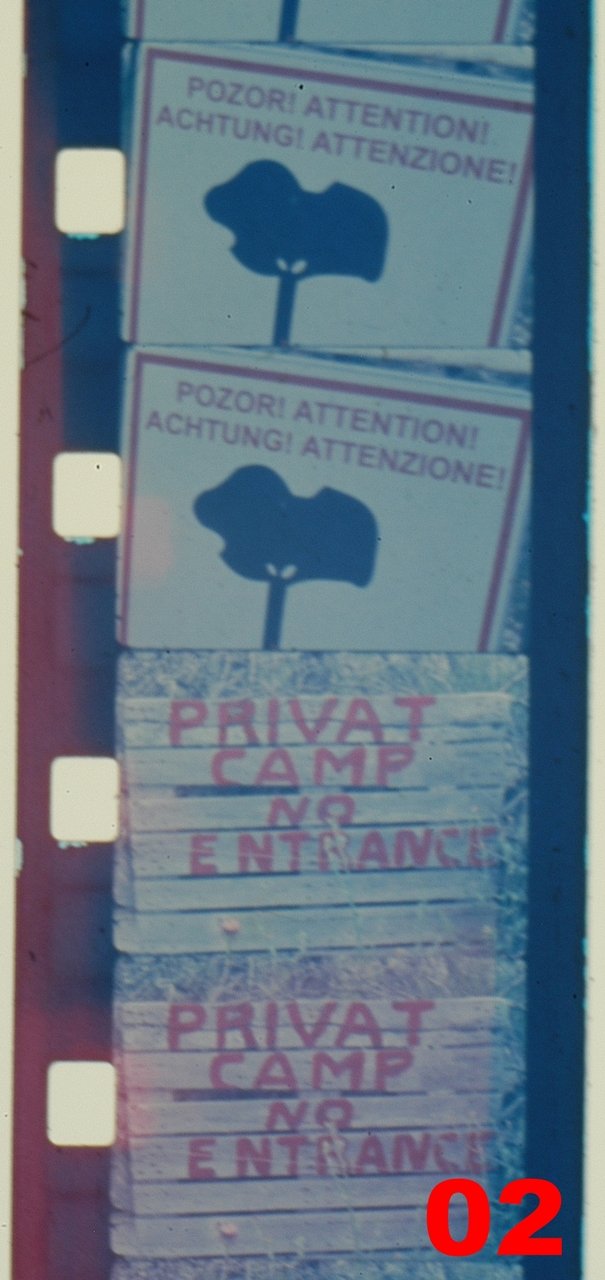 POZOR! ATTENTION!
ACHTUNG! ATTENZIONE!
POZOR! ATTENTION!
ACHTUNG! ATTENZIONE!
PRIVAT
CAMP
NO
ENTRANCE
PRIVAT
CAMP
NO
ENTRANCE
02